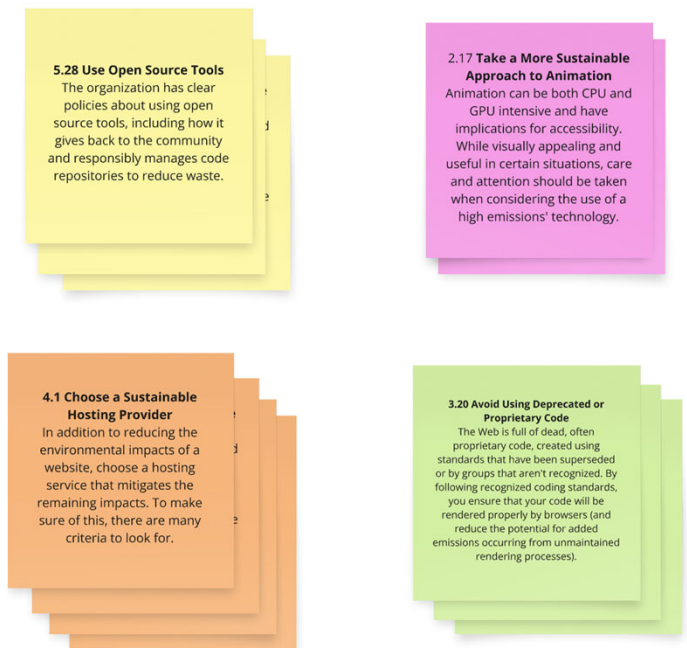 5.28 Use Open Source Tools
The organization has clear
policies about using open
source tools, including how it
gives back to the community
and responsibly manages code
repositories to reduce waste.
2.17 Take a More Sustainable
Approach to Animation
Animation can be both CPU and
GPU intensive and have
implications for accessibility.
While visually appealing and
useful in certain situations, care
and attention should be taken
when considering the use of a
high emissions' technology.
4.1 Choose a Sustainable
Hosting Provider
In addition to reducing the
environmental impacts of a
website, choose a hosting
service that mitigates the
remaining impacts. To make
sure of this, there are many
criteria to look for.
3.20 Avoid Using Deprecated or
Proprietary Code
The Web is full of dead, often
proprietary code, created using
standards that have been superseded
or by groups that aren't recognized. By
following recognized coding standards,
you ensure that your code will be
rendered properly by browsers (and
reduce the potential for added
emissions occurring from unmaintained
rendering processes).